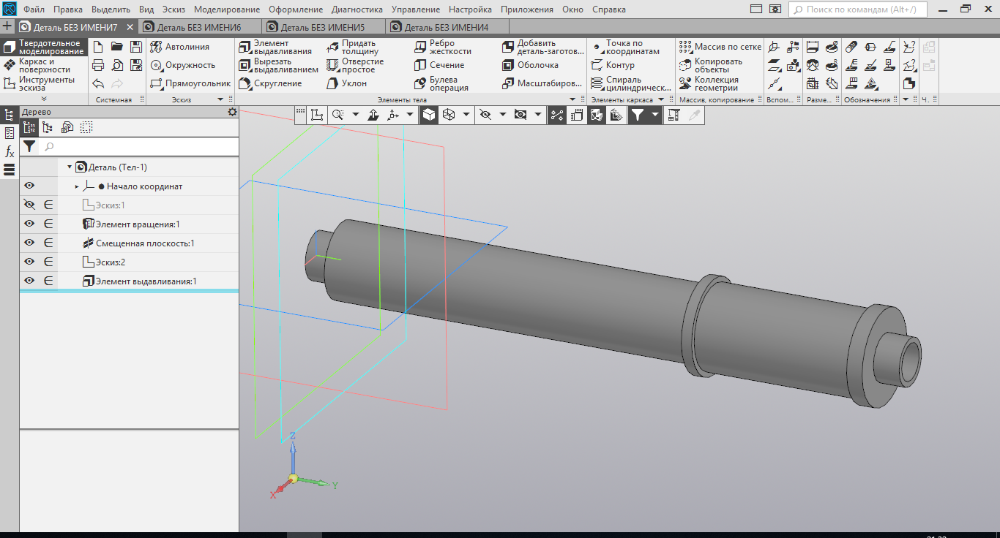 Файл Правка Выделить Вид Эскиз Моделирование Оформление Диагностика Управление Настройка Приложения Окно Справка Поиск по командам (Alt+/)
Деталь БЕЗ ИМЕНИ7 Деталь БЕЗ ИМЕНИ6 Деталь БЕЗ ИМЕНИ5 Деталь БЕЗ ИМЕНИ4
Твердотельное моделирование
Каркас и поверхности
Инструменты эскиза
Системная
Автолиния
Окружность
Прямоугольник
Эскиз
Элемент выдавливания
Вырезать выдавливанием
Скругление
Придать толщину
Отверстие простое
Уклон
Ребро жесткости
Сечение
Булева операция
Добавить деталь-заготов...
Оболочка
Масштабиров...
Элементы тела
Точка по координатам
Контур
Спираль цилиндрическ...
Элементы каркаса
Массив по сетке
Копировать объекты
Коллекция геометрии
Массив, копирование
Вспом...
Разме...
Обозначения
Ч...
Дерево
Деталь (Тел-1)
Начало координат
Эскиз:1
Элемент вращения:1
Смещенная плоскость:1
Эскиз:2
Элемент выдавливания:1
Z
Y
X